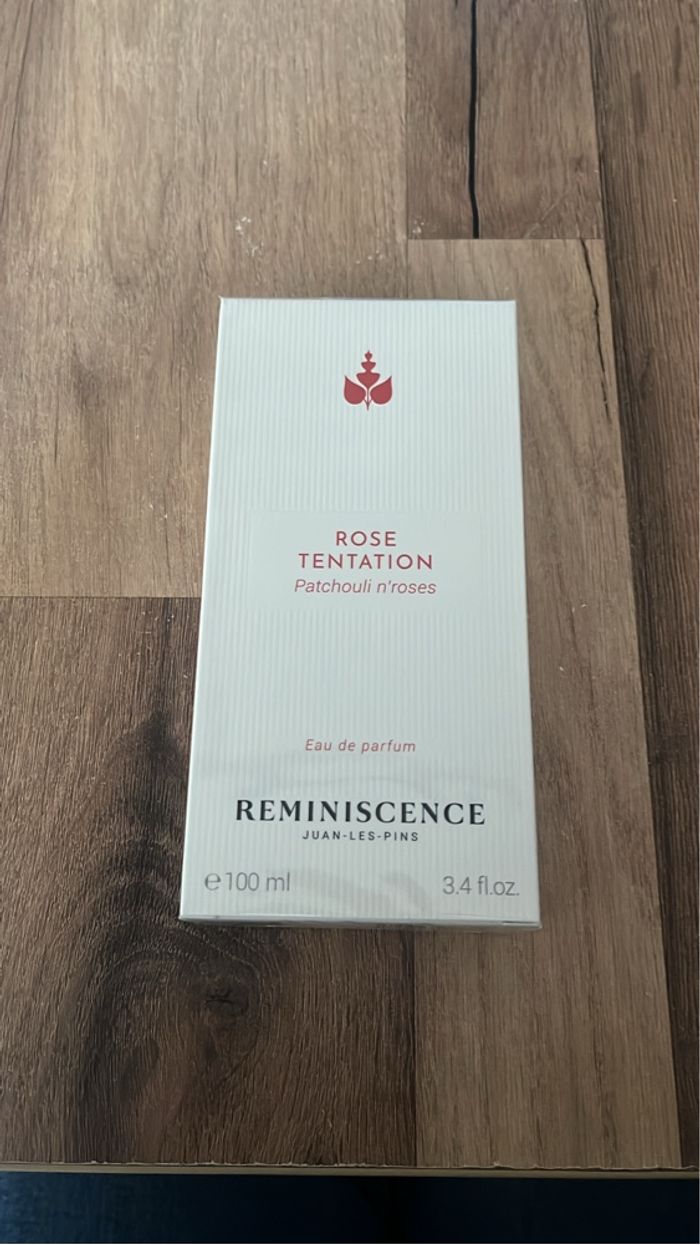 ROSE
TENTATION
Patchouli n'roses
Eau de parfum
REMINISCENCE
JUAN-LES-PINS
℮100 ml 3.4 fl.oz.